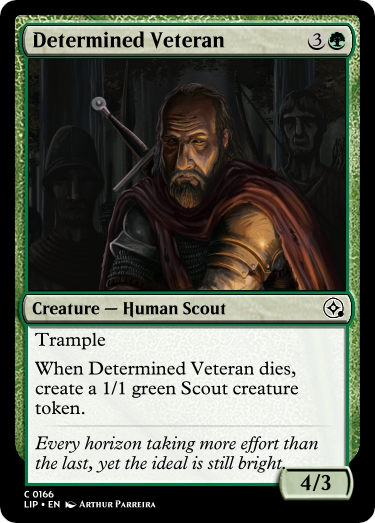 Determined Veteran 3
Creature — Human Scout
Trample
When Determined Veteran dies,
create a 1/1 green Scout creature
token.
Every horizon taking more effort than
the last, yet the ideal is still bright.
4/3
C 0166
LIP • EN Arthur Parreira